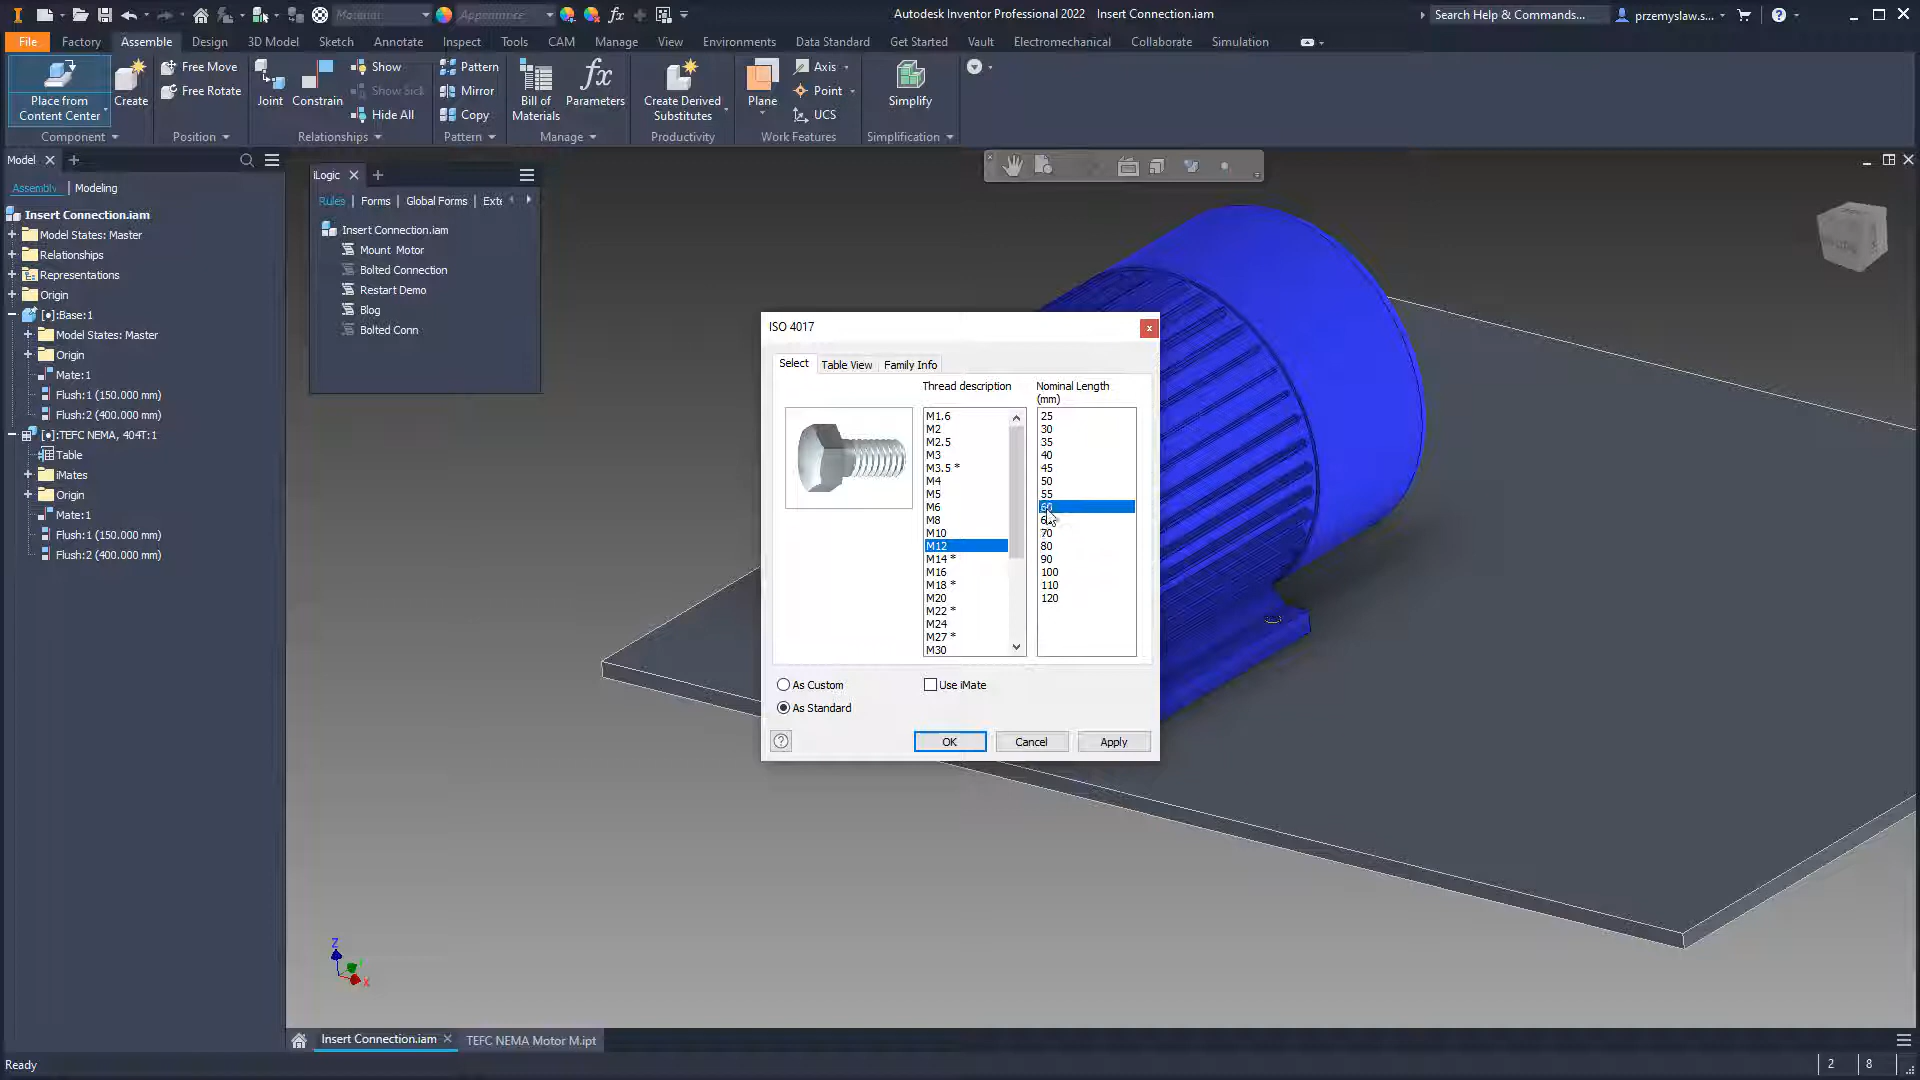 Material
Appearance
Autodesk Inventor Professional 2022 Insert Connection.iam
Search Help & Commands...
przemyslaw.s...
File Factory Assemble Design 3D Model Sketch Annotate Inspect Tools CAM Manage View Environments Data Standard Get Started Vault Electromechanical Collaborate Simulation
Place from
Content Center
Create
Free Move
Free Rotate
Joint
Constrain
Show
Show Sick
Hide All
Pattern
Mirror
Copy
Bill of
Materials
fx
Parameters
Create Derived
Substitutes
Plane
Axis
Point
UCS
Simplify
Component
Position
Relationships
Pattern
Manage
Productivity
Work Features
Simplification
Model
Assembly | Modeling
Insert Connection.iam
Model States: Master
Relationships
Representations
Origin
[●]:Base:1
Model States: Master
Origin
Mate:1
Flush:1 (150.000 mm)
Flush:2 (400.000 mm)
[●]:TEFC NEMA, 404T:1
Table
iMates
Origin
Mate:1
Flush:1 (150.000 mm)
Flush:2 (400.000 mm)
iLogic
Rules | Forms | Global Forms | Exte
Insert Connection.iam
Mount Motor
Bolted Connection
Restart Demo
Blog
Bolted Conn
ISO 4017
Select Table View Family Info
Thread description
M1.6
M2
M2.5
M3
M3.5 *
M4
M5
M6
M8
M10
M12
M14 *
M16
M18 *
M20
M22 *
M24
M27 *
M30
Nominal Length
(mm)
25
30
35
40
45
50
55
70
80
90
100
110
120
As Custom
As Standard
Use iMate
OK
Cancel
Apply
Z
X
Insert Connection.iam
TEFC NEMA Motor M.ipt
Ready
2
8